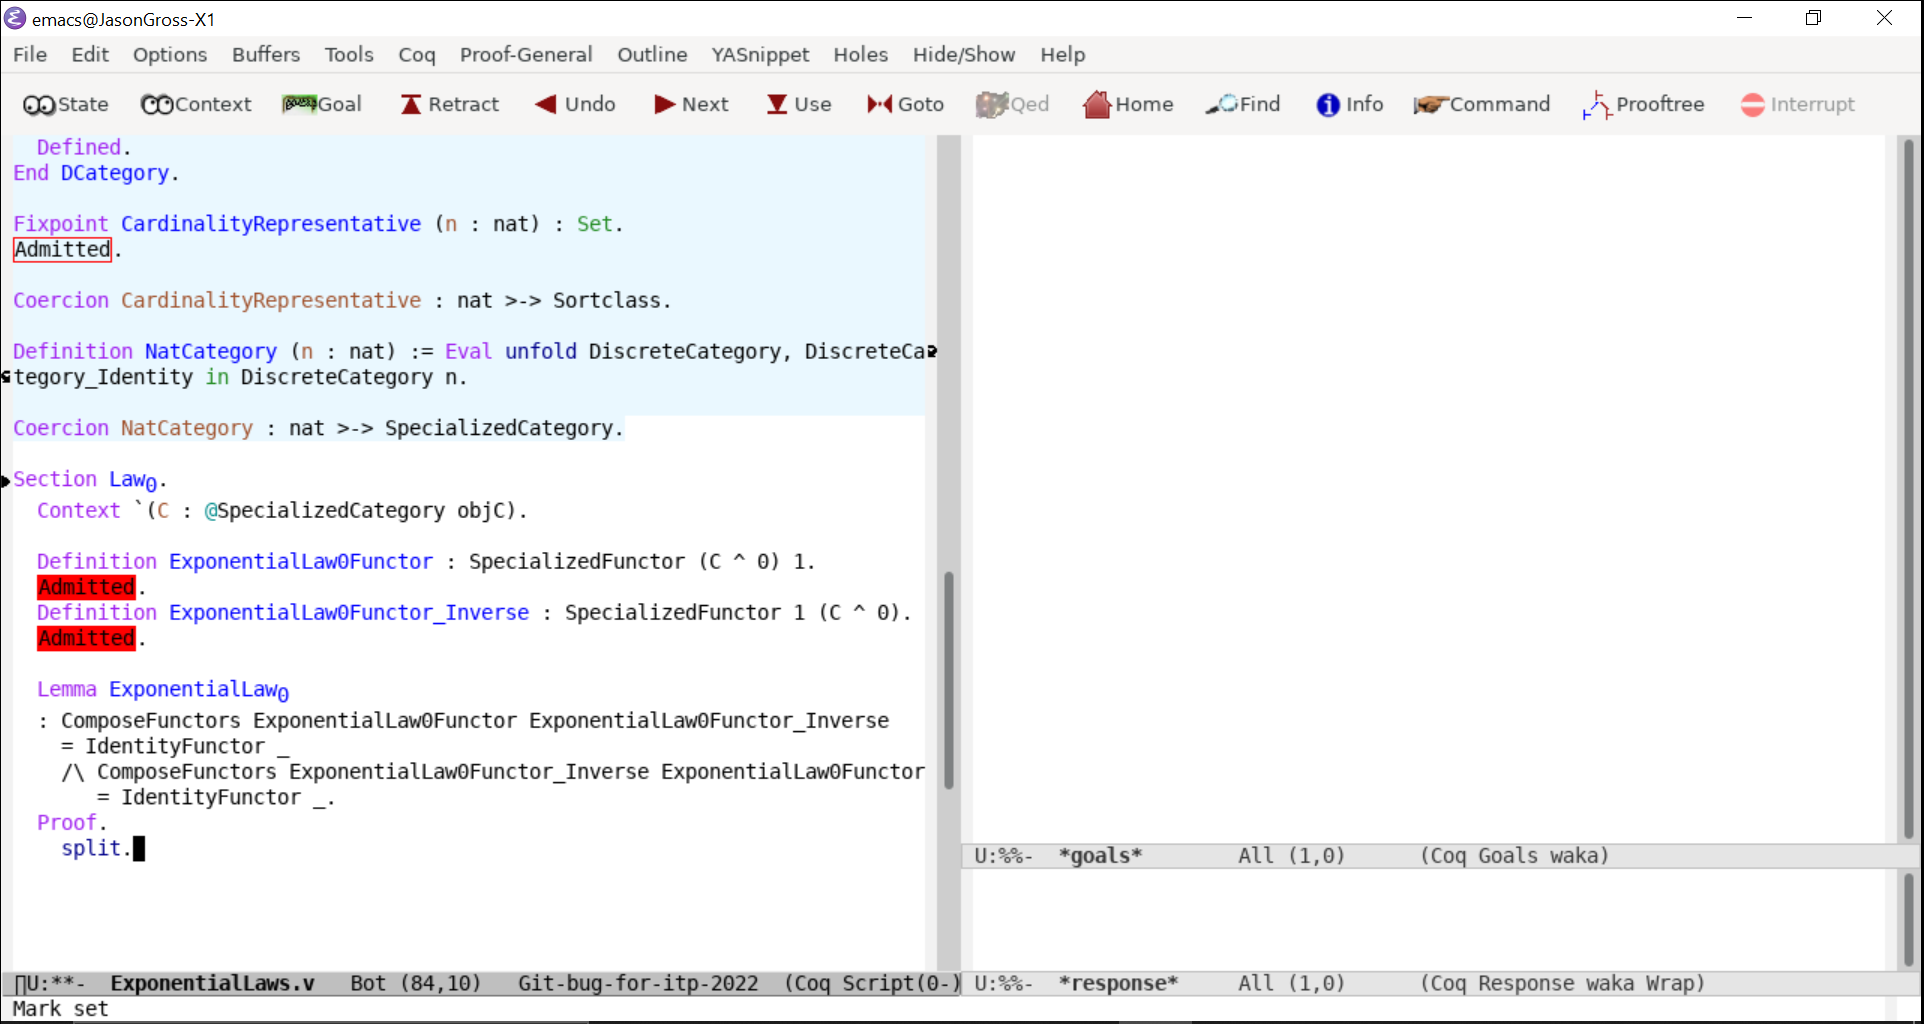 emacs@JasonGross-X1
File Edit Options Buffers Tools Coq Proof-General Outline YASnippet Holes Hide/Show Help
State Context Goal Retract Undo Next Use Goto Qed Home Find Info Command Prooftree Interrupt
  Defined.
End DCategory.
Fixpoint CardinalityRepresentative (n : nat) : Set.
Admitted.
Coercion CardinalityRepresentative : nat >-> Sortclass.
Definition NatCategory (n : nat) := Eval unfold DiscreteCategory, DiscreteCa
tegory_Identity in DiscreteCategory n.
Coercion NatCategory : nat >-> SpecializedCategory.
Section Law₀.
  Context `(C : @SpecializedCategory objC).
  Definition ExponentialLaw0Functor : SpecializedFunctor (C ^ 0) 1.
  Admitted.
  Definition ExponentialLaw0Functor_Inverse : SpecializedFunctor 1 (C ^ 0).
  Admitted.
  Lemma ExponentialLaw₀
  : ComposeFunctors ExponentialLaw0Functor ExponentialLaw0Functor_Inverse
    = IdentityFunctor _
    /\ ComposeFunctors ExponentialLaw0Functor_Inverse ExponentialLaw0Functor
       = IdentityFunctor _.
  Proof.
    split.
U:**-  ExponentialLaws.v   Bot (84,10)   Git-bug-for-itp-2022  (Coq Script(0-)
Mark set
U:%%-  *goals*        All (1,0)      (Coq Goals waka)
U:%%-  *response*     All (1,0)      (Coq Response waka Wrap)